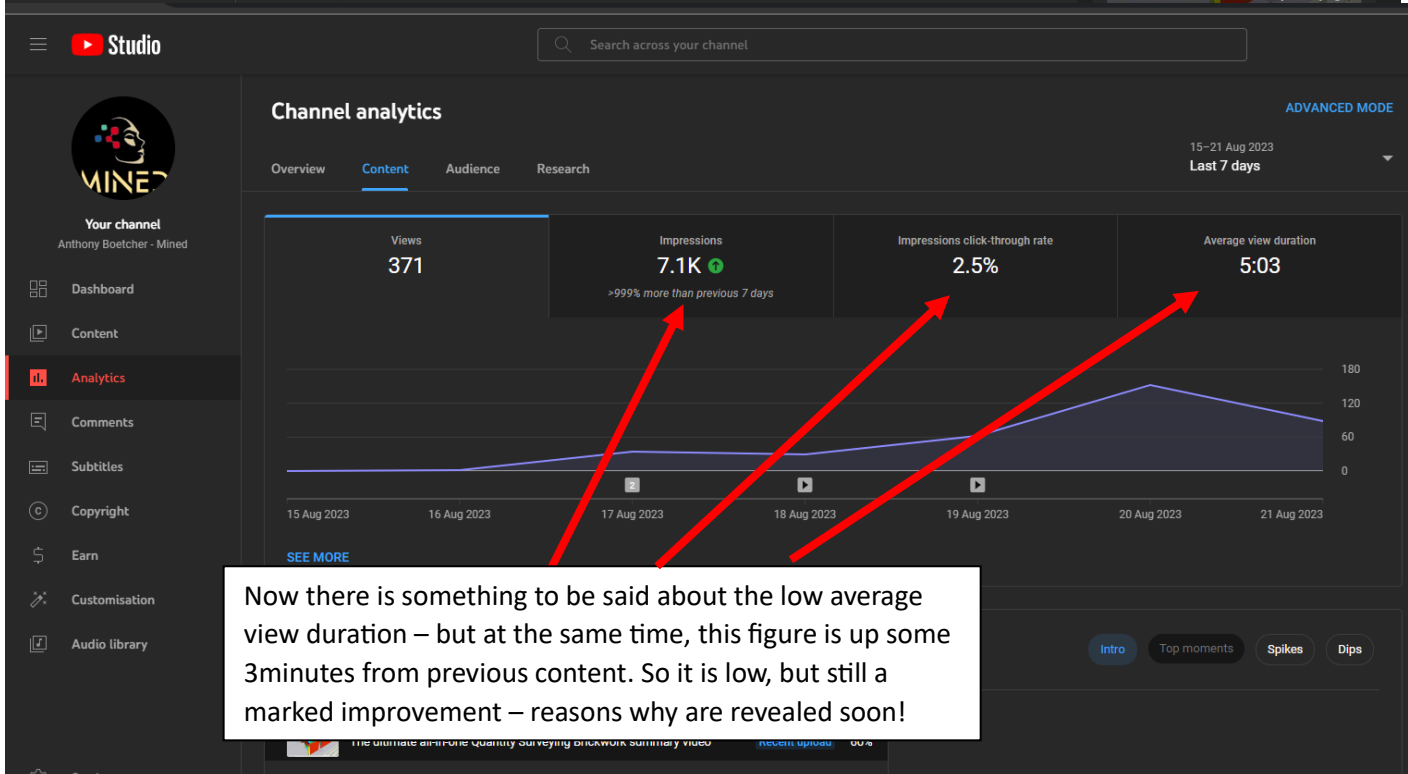 Studio
Search across your channel
MINED
Your channel
Anthony Boetcher - Mined
Dashboard
Content
Analytics
Comments
Subtitles
Copyright
Earn
Customisation
Audio library
Channel analytics
ADVANCED MODE
Overview Content Audience Research
15–21 Aug 2023
Last 7 days
Views
371
Impressions
7.1K
>999% more than previous 7 days
Impressions click-through rate
2.5%
Average view duration
5:03
180
120
60
0
2
15 Aug 2023 16 Aug 2023 17 Aug 2023 18 Aug 2023 19 Aug 2023 20 Aug 2023 21 Aug 2023
SEE MORE
Now there is something to be said about the low average
view duration – but at the same time, this figure is up some
3minutes from previous content. So it is low, but still a
marked improvement – reasons why are revealed soon!
Intro Top moments Spikes Dips
The ultimate all-in-one Quantity Surveying Brickwork summary video Recent upload 60%